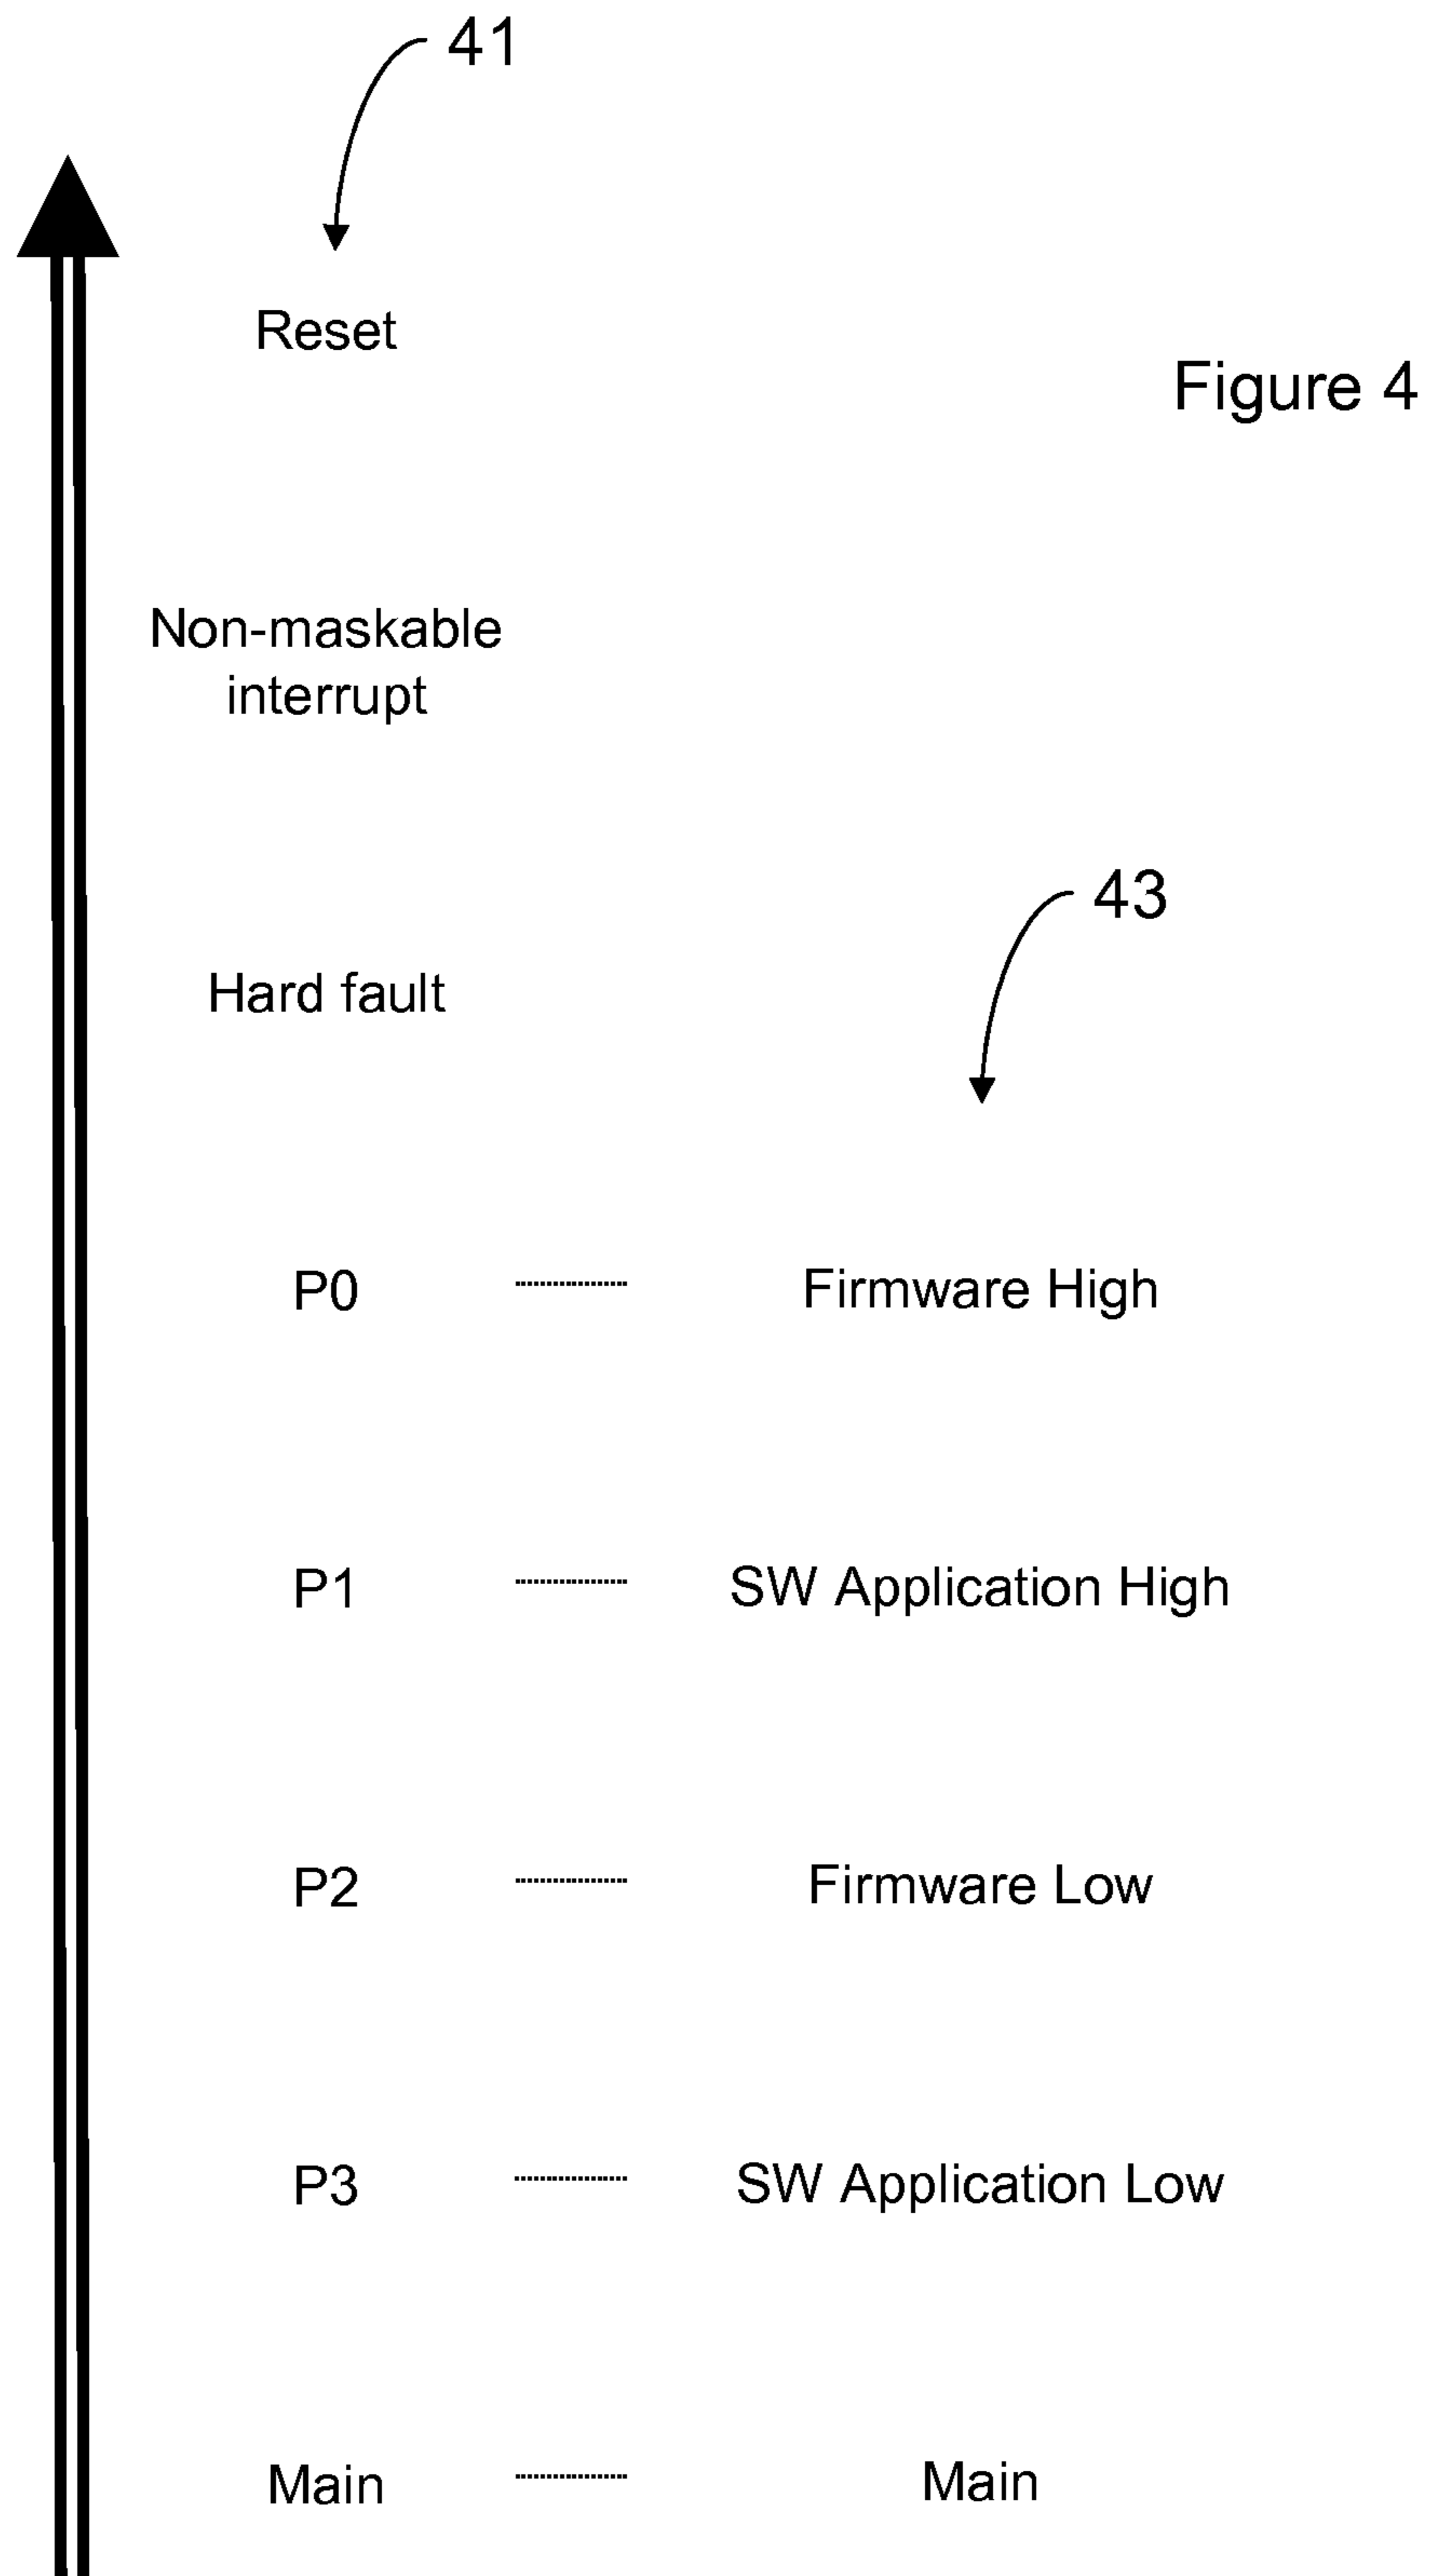 41
Reset
Figure 4
Non-maskable
interrupt
43
Hard fault
P0 Firmware High
P1 SW Application High
P2 Firmware Low
P3 SW Application Low
Main Main